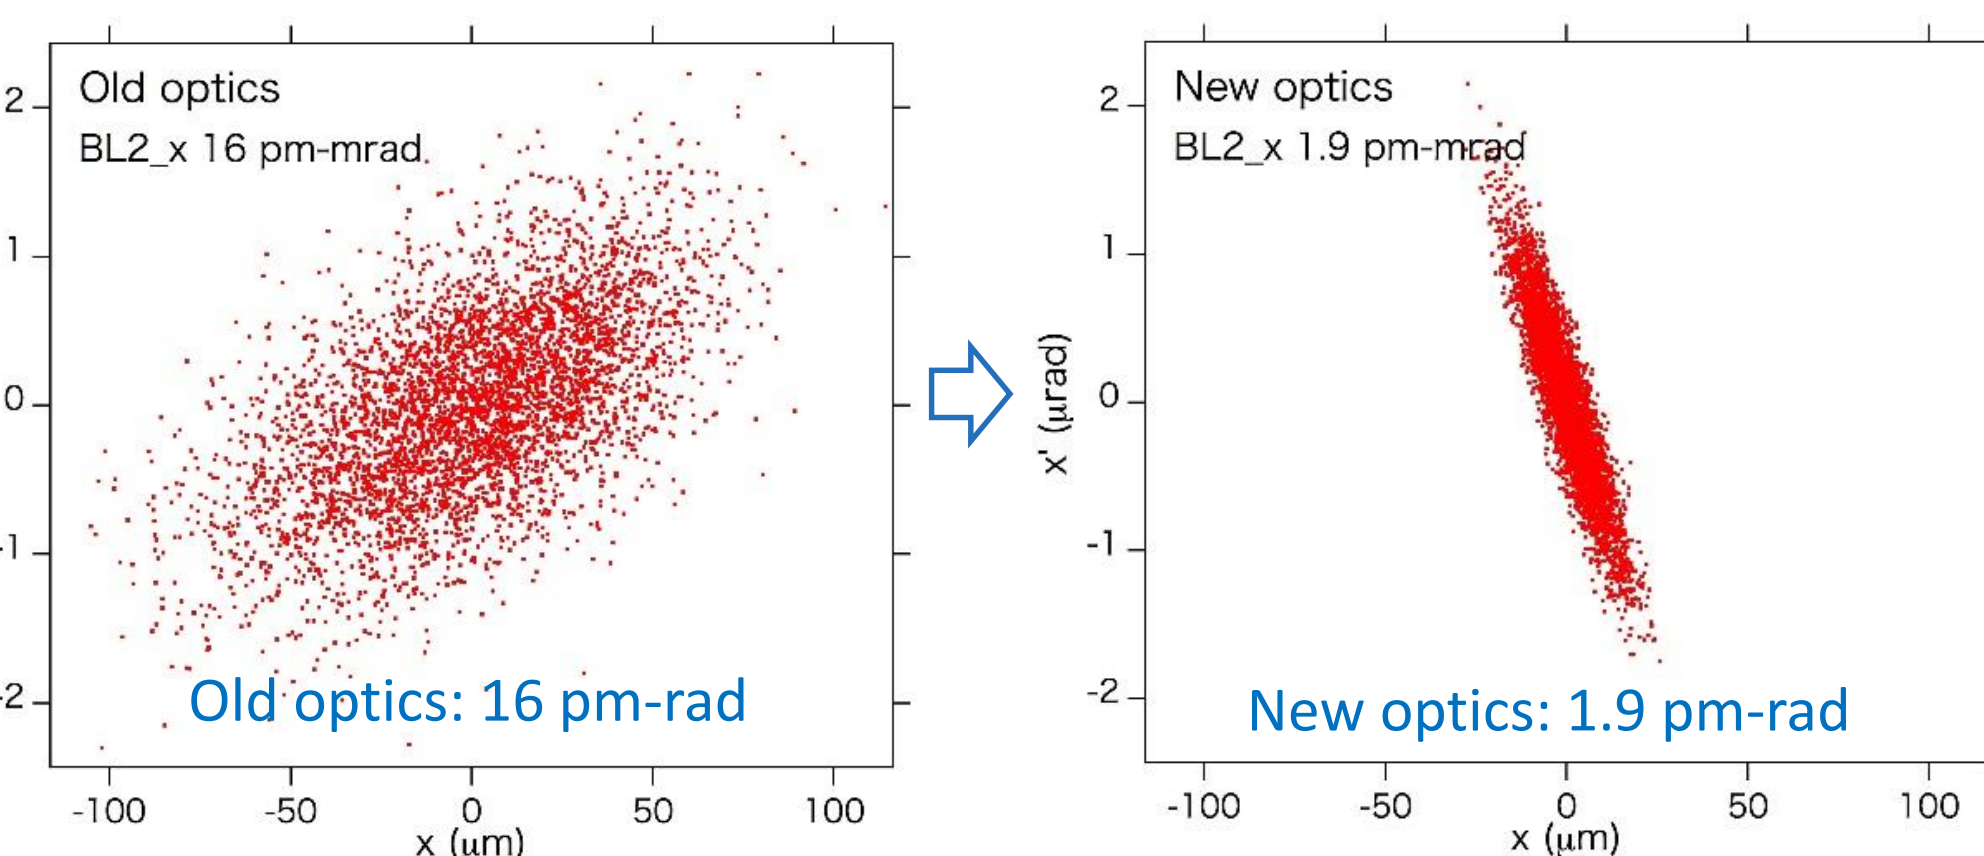 Old optics
BL2_x 16 pm-mrad
2
1
0
-1
-2
Old optics: 16 pm-rad
-100 -50 0 50 100
x (μm)
New optics
BL2_x 1.9 pm-mrad
x' (μrad)
2
1
0
-1
-2
New optics: 1.9 pm-rad
-100 -50 0 50 100
x (μm)